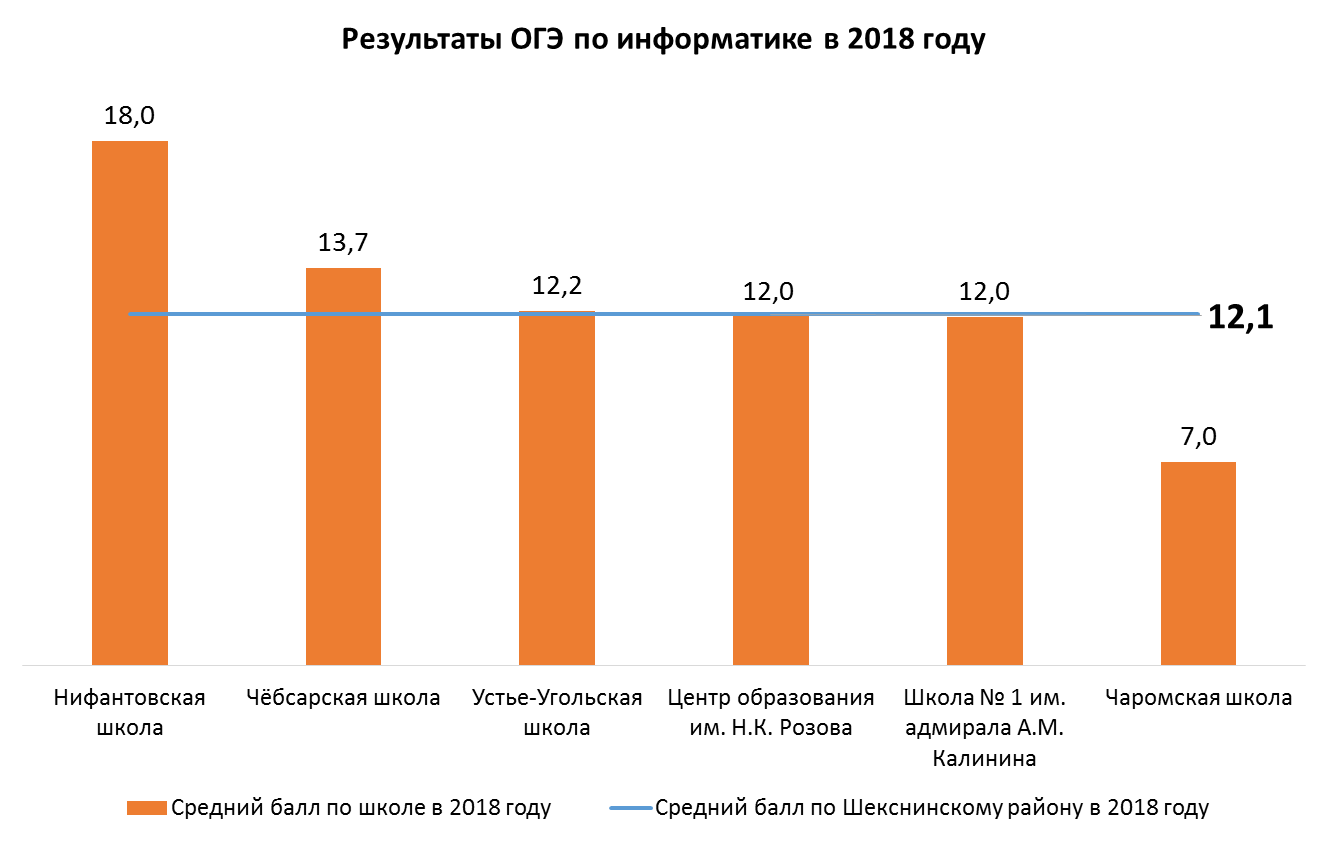 Результаты ОГЭ по информатике в 2018 году
18,0
13,7
12,2
12,0
12,0
12,1
7,0
Нифантовская
школа
Чёбсарская школа
Устье-Угольская
школа
Центр образования
им. Н.К. Розова
Школа № 1 им.
адмирала А.М.
Калинина
Чаромская школа
Средний балл по школе в 2018 году
Средний балл по Шекснинскому району в 2018 году